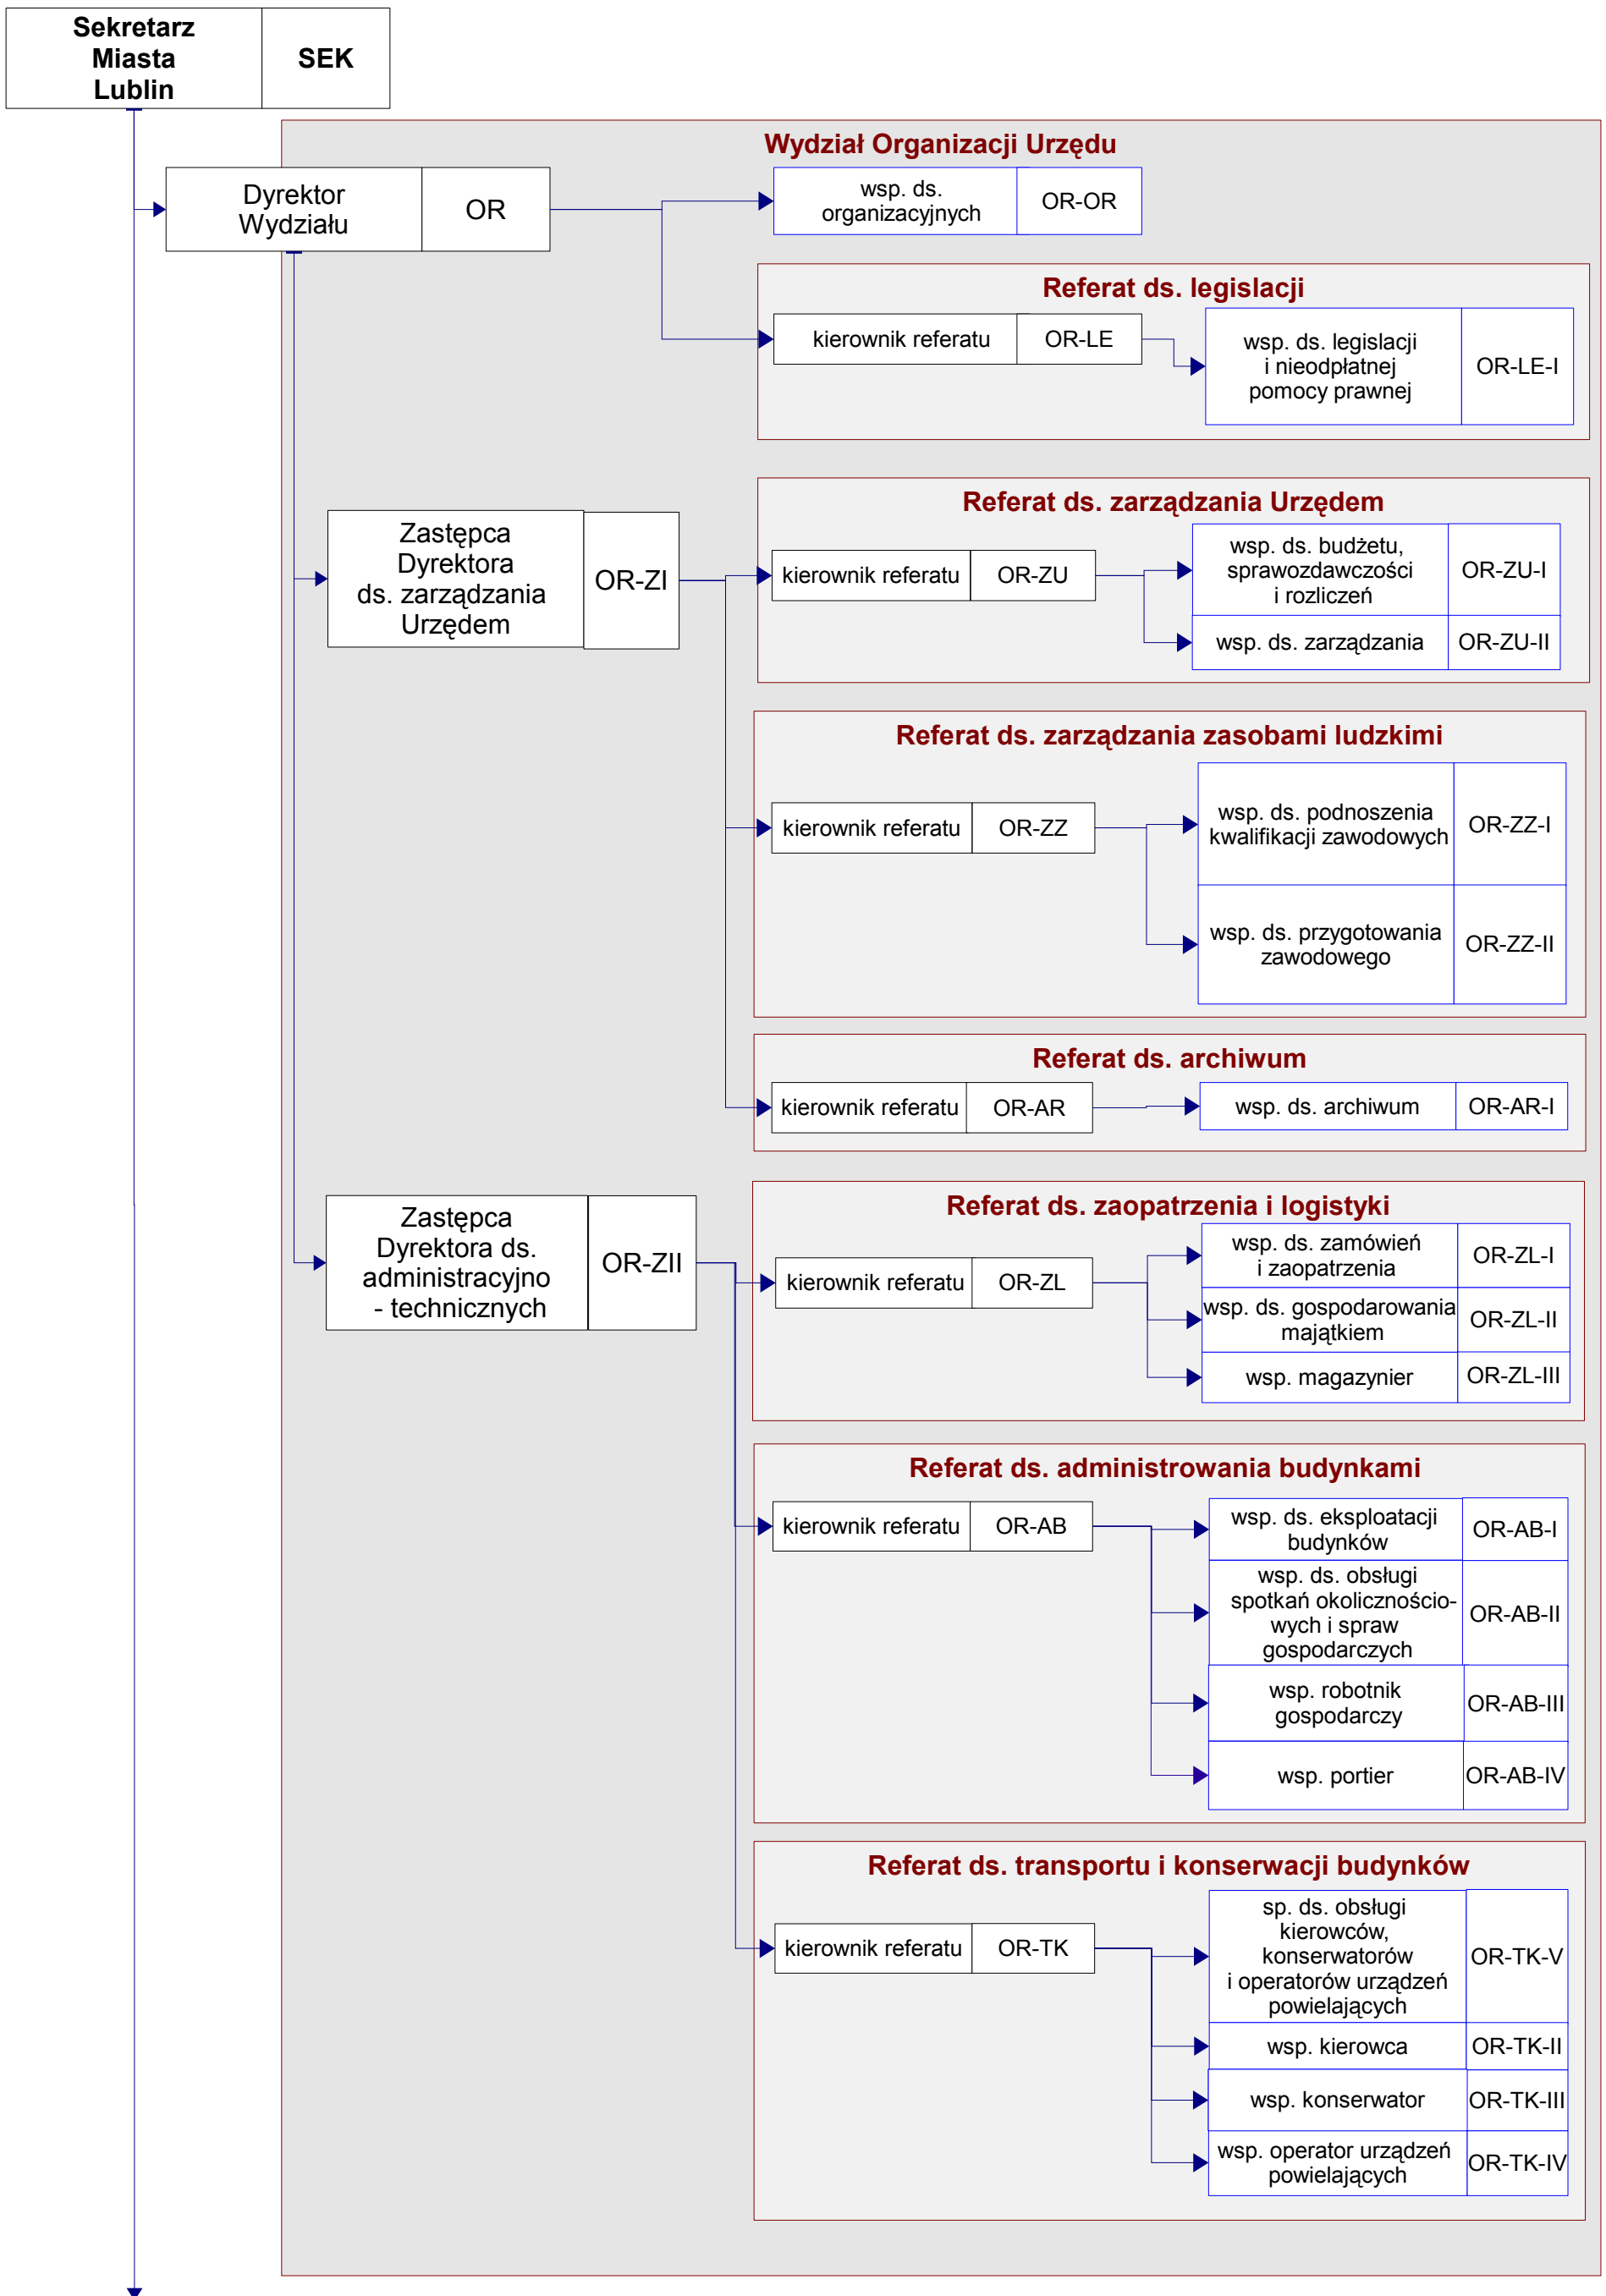 Sekretarz
Miasta
Lublin
SEK
Wydział Organizacji Urzędu
Dyrektor
Wydziału
OR
wsp. ds.
organizacyjnych
OR-OR
Referat ds. legislacji
kierownik referatu
OR-LE
wsp. ds. legislacji
i nieodpłatnej
pomocy prawnej
OR-LE-I
Zastępca
Dyrektora
ds. zarządzania
Urzędem
OR-ZI
Referat ds. zarządzania Urzędem
kierownik referatu
OR-ZU
wsp. ds. budżetu,
sprawozdawczości
i rozliczeń
OR-ZU-I
wsp. ds. zarządzania
OR-ZU-II
Referat ds. zarządzania zasobami ludzkimi
kierownik referatu
OR-ZZ
wsp. ds. podnoszenia
kwalifikacji zawodowych
OR-ZZ-I
wsp. ds. przygotowania
zawodowego
OR-ZZ-II
Referat ds. archiwum
kierownik referatu
OR-AR
wsp. ds. archiwum
OR-AR-I
Zastępca
Dyrektora ds.
administracyjno
- technicznych
OR-ZII
Referat ds. zaopatrzenia i logistyki
kierownik referatu
OR-ZL
wsp. ds. zamówień
i zaopatrzenia
OR-ZL-I
wsp. ds. gospodarowania
majątkiem
OR-ZL-II
wsp. magazynier
OR-ZL-III
Referat ds. administrowania budynkami
kierownik referatu
OR-AB
wsp. ds. eksploatacji
budynków
OR-AB-I
wsp. ds. obsługi
spotkań okolicznościo-
wych i spraw
gospodarczych
OR-AB-II
wsp. robotnik
gospodarczy
OR-AB-III
wsp. portier
OR-AB-IV
Referat ds. transportu i konserwacji budynków
kierownik referatu
OR-TK
sp. ds. obsługi
kierowców,
konserwatorów
i operatorów urządzeń
powielających
OR-TK-V
wsp. kierowca
OR-TK-II
wsp. konserwator
OR-TK-III
wsp. operator urządzeń
powielających
OR-TK-IV